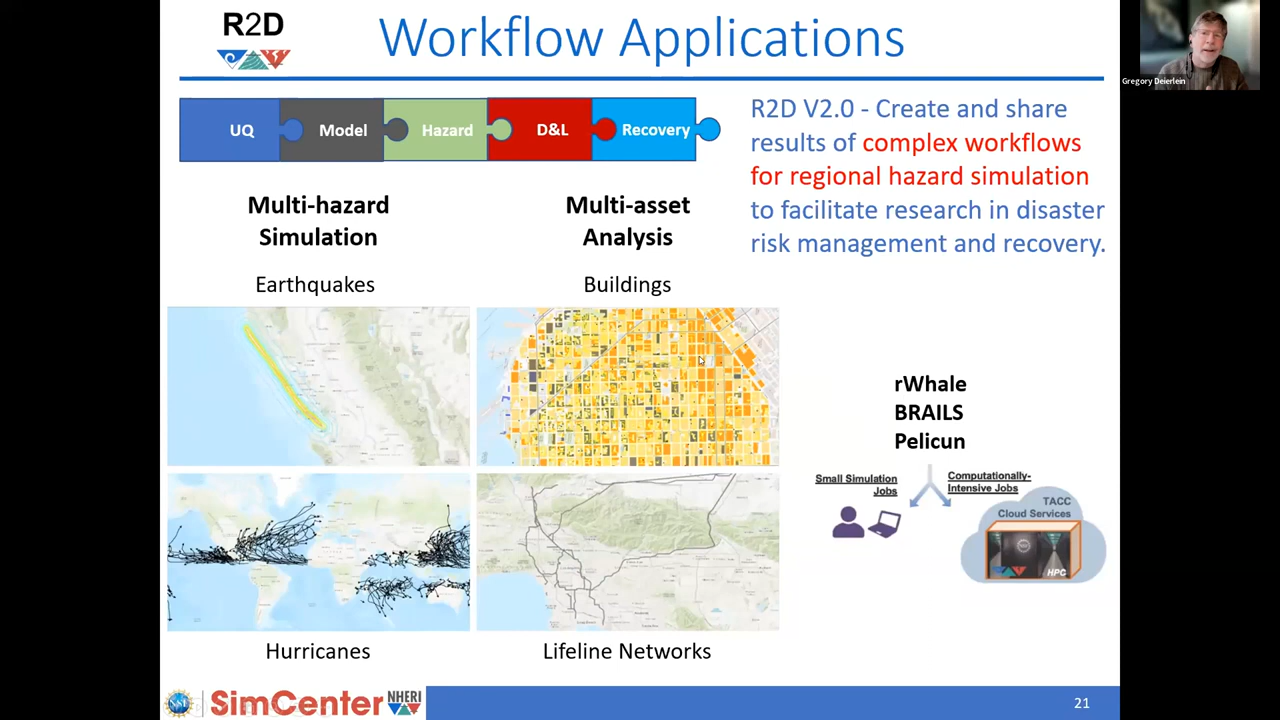 R2D
Workflow Applications
Gregory Deierlein
UQ
Model
Hazard
D&L
Recovery
R2D V2.0 - Create and share
results of complex workflows
for regional hazard simulation
to facilitate research in disaster
risk management and recovery.
Multi-hazard
Simulation
Multi-asset
Analysis
Earthquakes
Buildings
rWhale
BRAILS
Pelicun
Small Simulation
Jobs
Computationally-
Intensive Jobs
TACC
Cloud Services
HPC
Hurricanes
Lifeline Networks
SimCenter
NHERI
21